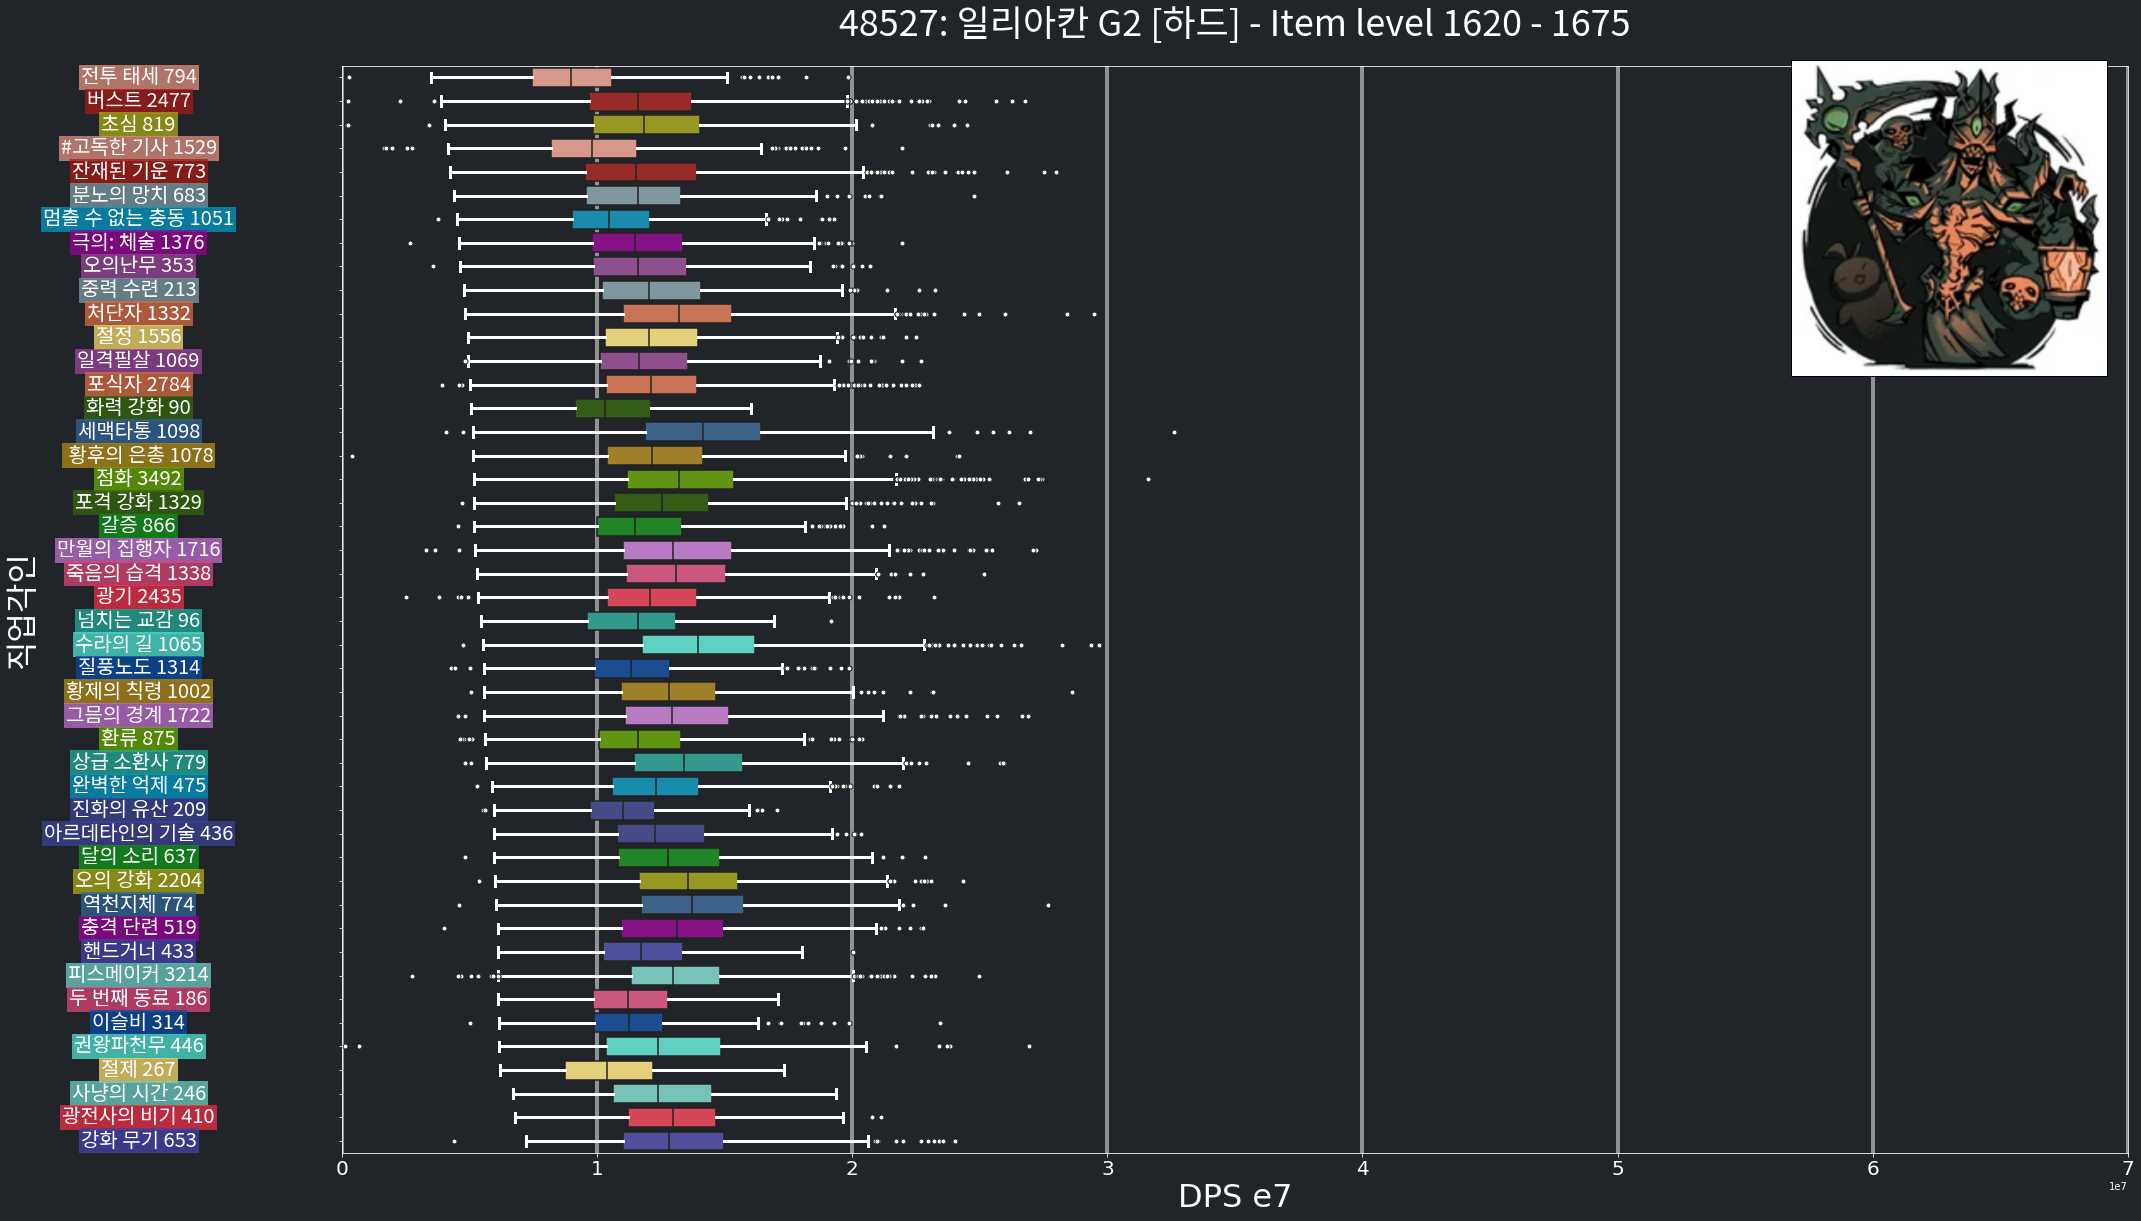 48527: 일리아칸 G2 [하드] - Item level 1620 - 1675
전투 태세 794
버스트 2477
초심 819
#고독한 기사 1529
잔재된 기운 773
분노의 망치 683
멈출 수 없는 충동 1051
극의: 체술 1376
오의난무 353
중력 수련 213
처단자 1332
절정 1556
일격필살 1069
포식자 2784
화력 강화 90
세맥타통 1098
황후의 은총 1078
점화 3492
포격 강화 1329
갈증 866
만월의 집행자 1716
죽음의 습격 1338
광기 2435
넘치는 교감 96
수라의 길 1065
질풍노도 1314
황제의 칙령 1002
그믐의 경계 1722
환류 875
상급 소환사 779
완벽한 억제 475
진화의 유산 209
아르데타인의 기술 436
달의 소리 637
오의 강화 2204
역천지체 774
충격 단련 519
핸드거너 433
피스메이커 3214
두 번째 동료 186
이슬비 314
권왕파천무 446
절제 267
사냥의 시간 246
광전사의 비기 410
강화 무기 653
직업각인
0 1 2 3 4 5 6 7
1e7
DPS e7